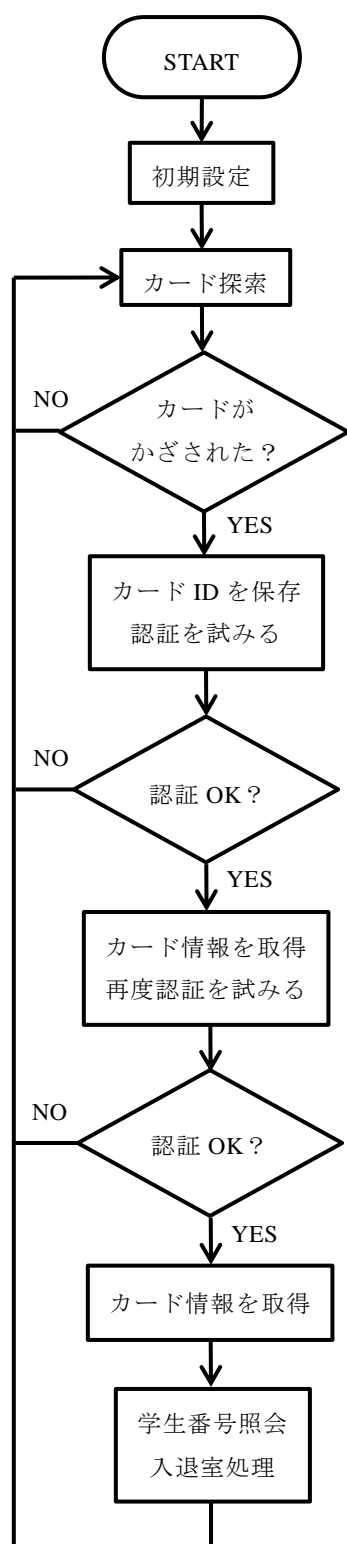 START
初期設定
カード探索
NO
カードが
かざされた？
YES
カード ID を保存
認証を試みる
NO
認証 OK？
YES
カード情報を取得
再度認証を試みる
NO
認証 OK？
YES
カード情報を取得
学生番号照会
入退室処理